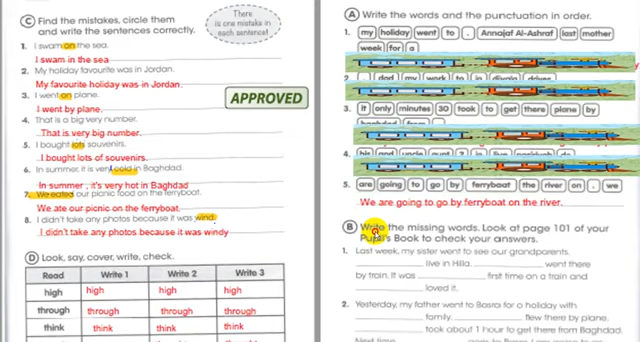 C Find the mistakes, circle them
and write the sentences correctly.
There
is one mistake in
each sentence!
1. I swam on the sea.
I swam in the sea
2. My holiday favourite was in Jordan.
My favourite holiday was in Jordan.
3. I went on plane.
I went by plane.
APPROVED
4. That is a big very number.
That is very big number.
5. I bought lots souvenirs.
I bought lots of souvenirs.
6. In summer, it is very cold in Baghdad.
In summer , it's very hot in Baghdad
7. We eated our picnic food on the ferryboat.
We ate our picnic on the ferryboat.
8. I didn't take any photos because it was wind.
I didn't take any photos because it was windy
D Look, say, cover, write, check.
Read Write 1 Write 2 Write 3
high high high high
through through through through
think think think think
A Write the words and the punctuation in order.
1. my holiday went to . Annajaf Al-Ashraf last mother
week for a
2. dad my work to in drives
3. It only minutes 30 took to get there plane by
4. his and uncle aunt ? in live do
5. are going to go by ferryboat the river on . we
We are going to go by ferryboat on the river.
B Write the missing words. Look at page 101 of your
Pupil's Book to check your answers.
1. Last week, my sister went to see our grandparents.
live in Hilla. went there
by train. It was first time on a train and
loved it.
2. Yesterday, my father went to Basra for a holiday with
family. flew there by plane.
took about 1 hour to get there from Baghdad.
Next time